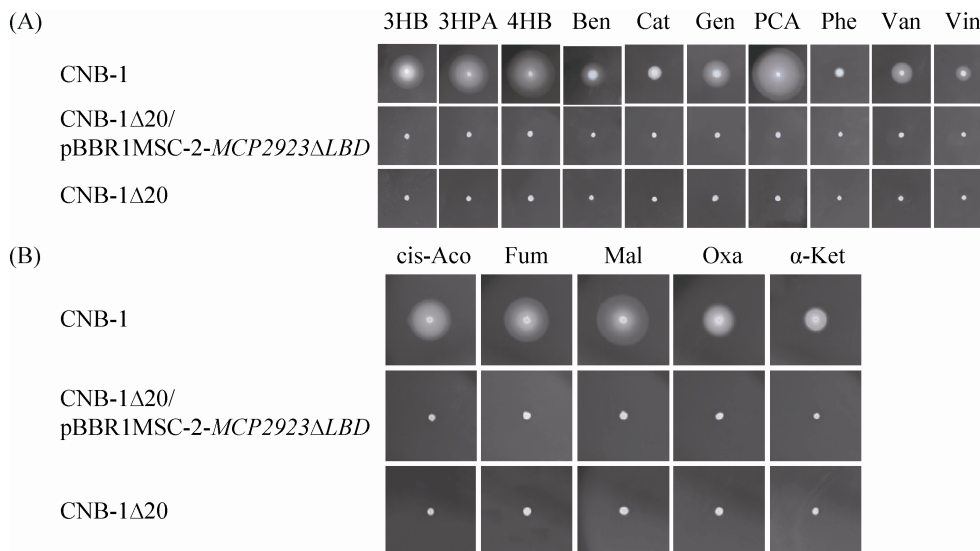 (A)
3HB 3HPA 4HB Ben Cat Gen PCA Phe Van Vin
CNB-1
CNB-1Δ20/
pBBR1MSC-2-MCP2923ΔLBD
CNB-1Δ20
(B)
cis-Aco Fum Mal Oxa α-Ket
CNB-1
CNB-1Δ20/
pBBR1MSC-2-MCP2923ΔLBD
CNB-1Δ20